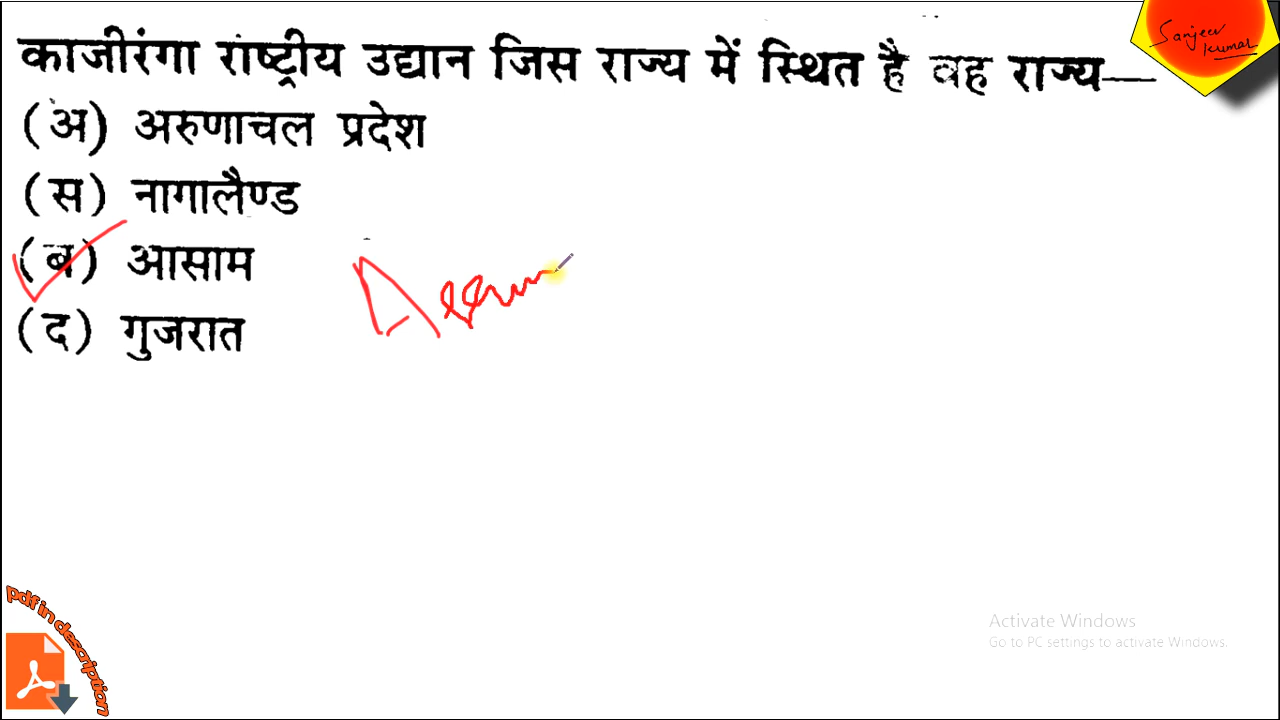 काजीरंगा राष्ट्रीय उद्यान जिस राज्य में स्थित है वह राज्य—
(अ) अरुणाचल प्रदेश
(स) नागालैण्ड
(ब) आसाम
(द) गुजरात
Assam
Sanjeev
Kumar
pdf in description
Activate Windows
Go to PC settings to activate Windows.